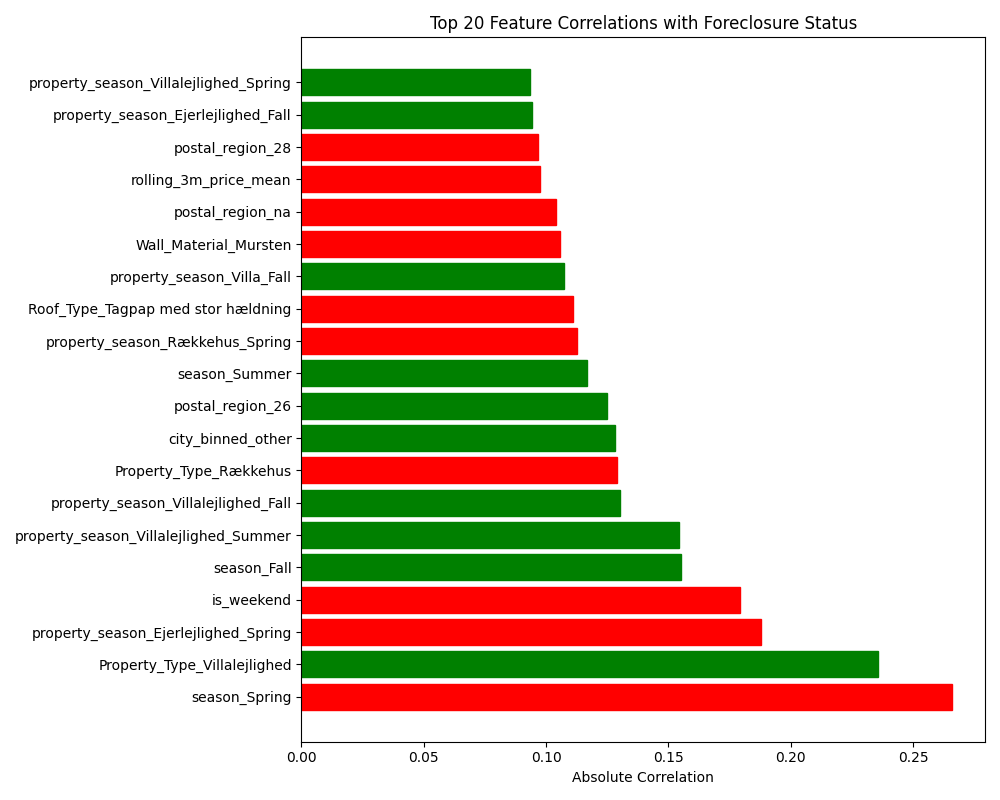 Top 20 Feature Correlations with Foreclosure Status
property_season_Villalejlighed_Spring
property_season_Ejerlejlighed_Fall
postal_region_28
rolling_3m_price_mean
postal_region_na
Wall_Material_Mursten
property_season_Villa_Fall
Roof_Type_Tagpap med stor hældning
property_season_Rækkehus_Spring
season_Summer
postal_region_26
city_binned_other
Property_Type_Rækkehus
property_season_Villalejlighed_Fall
property_season_Villalejlighed_Summer
season_Fall
is_weekend
property_season_Ejerlejlighed_Spring
Property_Type_Villalejlighed
season_Spring
0.00 0.05 0.10 0.15 0.20 0.25
Absolute Correlation